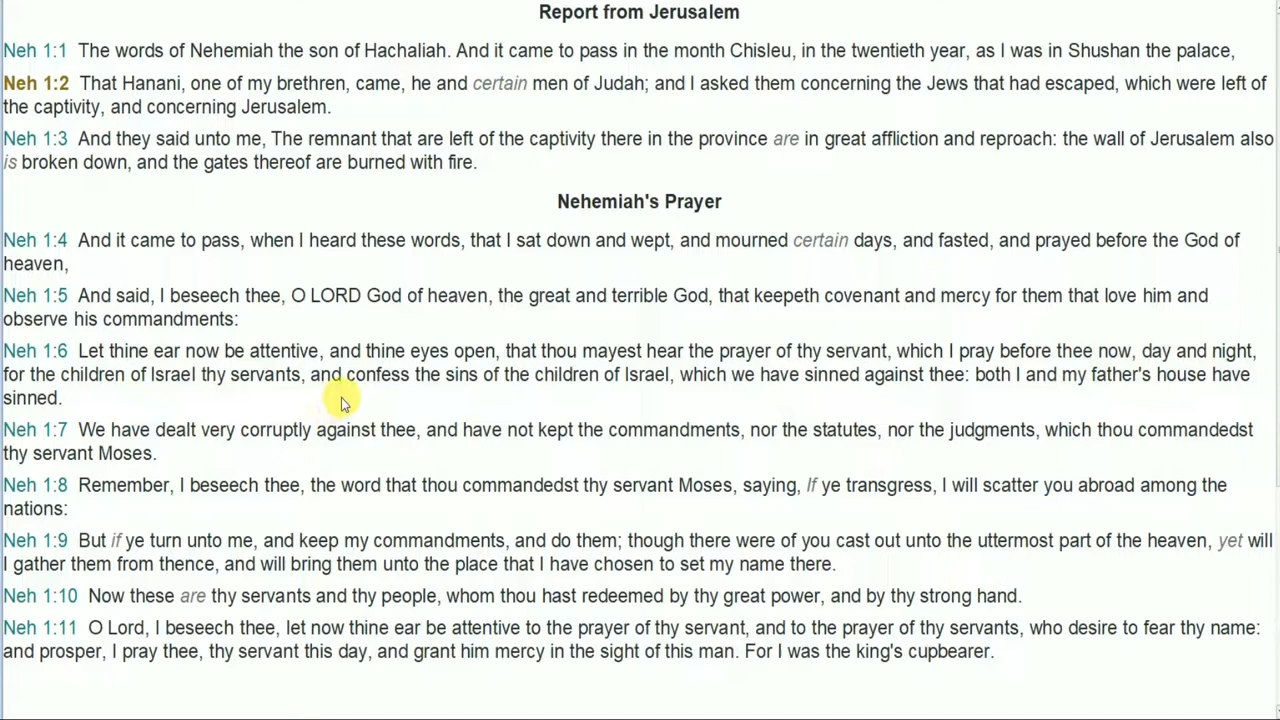 Report from Jerusalem
Neh 1:1 The words of Nehemiah the son of Hachaliah. And it came to pass in the month Chisleu, in the twentieth year, as I was in Shushan the palace,
Neh 1:2 That Hanani, one of my brethren, came, he and certain men of Judah; and I asked them concerning the Jews that had escaped, which were left of
the captivity, and concerning Jerusalem.
Neh 1:3 And they said unto me, The remnant that are left of the captivity there in the province are in great affliction and reproach: the wall of Jerusalem also
is broken down, and the gates thereof are burned with fire.
Nehemiah's Prayer
Neh 1:4 And it came to pass, when I heard these words, that I sat down and wept, and mourned certain days, and fasted, and prayed before the God of
heaven,
Neh 1:5 And said, I beseech thee, O LORD God of heaven, the great and terrible God, that keepeth covenant and mercy for them that love him and
observe his commandments:
Neh 1:6 Let thine ear now be attentive, and thine eyes open, that thou mayest hear the prayer of thy servant, which I pray before thee now, day and night,
for the children of Israel thy servants, and confess the sins of the children of Israel, which we have sinned against thee: both I and my father's house have
sinned.
Neh 1:7 We have dealt very corruptly against thee, and have not kept the commandments, nor the statutes, nor the judgments, which thou commandedst
thy servant Moses.
Neh 1:8 Remember, I beseech thee, the word that thou commandedst thy servant Moses, saying, If ye transgress, I will scatter you abroad among the
nations:
Neh 1:9 But if ye turn unto me, and keep my commandments, and do them; though there were of you cast out unto the uttermost part of the heaven, yet will
I gather them from thence, and will bring them unto the place that I have chosen to set my name there.
Neh 1:10 Now these are thy servants and thy people, whom thou hast redeemed by thy great power, and by thy strong hand.
Neh 1:11 O Lord, I beseech thee, let now thine ear be attentive to the prayer of thy servant, and to the prayer of thy servants, who desire to fear thy name:
and prosper, I pray thee, thy servant this day, and grant him mercy in the sight of this man. For I was the king's cupbearer.